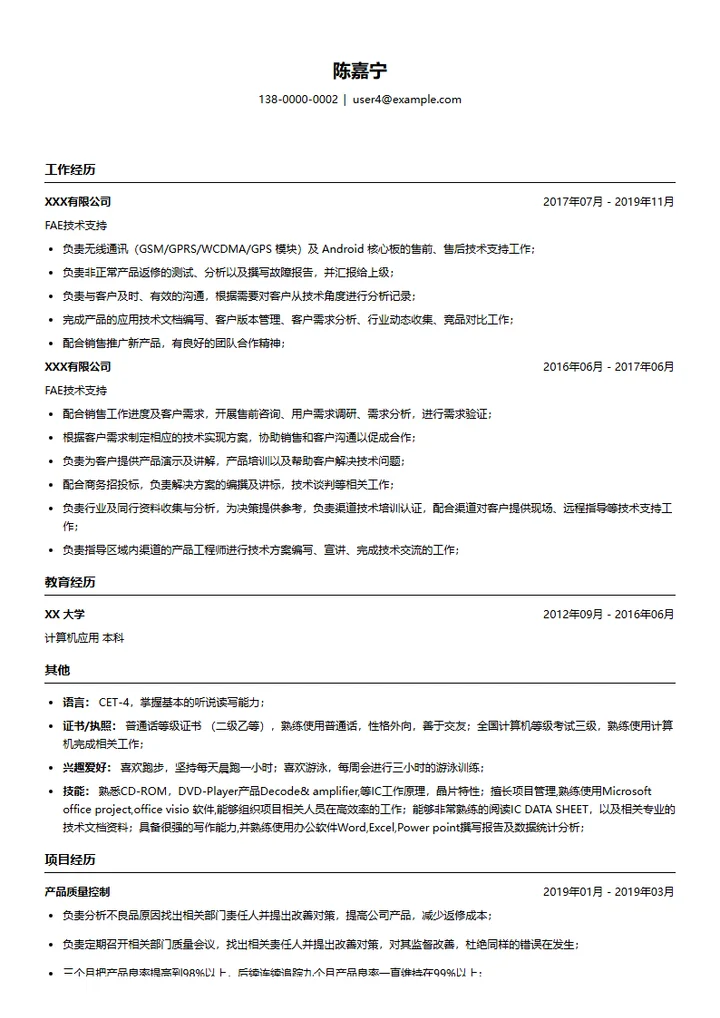 陈嘉宁
138-0000-0002 | user4@example.com
工作经历
XXX有限公司 2017年07月 - 2019年11月
FAE技术支持
• 负责无线通讯（GSM/GPRS/WCDMA/GPS 模块）及 Android 核心板的售前、售后技术支持工作；
• 负责非正常产品返修的测试、分析以及撰写故障报告，并汇报给上级；
• 负责与客户及时、有效的沟通，根据需要对客户从技术角度进行分析记录；
• 完成产品的应用技术文档编写、客户版本管理、客户需求分析、行业动态收集、竞品对比工作；
• 配合销售推广新产品，有良好的团队合作精神；
XXX有限公司 2016年06月 - 2017年06月
FAE技术支持
• 配合销售工作进度及客户需求，开展售前咨询、用户需求调研、需求分析，进行需求验证；
• 根据客户需求制定相应的技术实现方案，协助销售和客户沟通以促成合作；
• 负责为客户提供产品演示及讲解，产品培训以及帮助客户解决技术问题；
• 配合商务招投标，负责解决方案的编撰及讲标，技术谈判等相关工作；
• 负责行业及同行资料收集与分析，为决策提供参考，负责渠道技术培训认证，配合渠道对客户提供现场、远程指导等技术支持工
作；
• 负责指导区域内渠道的产品工程师进行技术方案编写、宣讲、完成技术交流的工作；
教育经历
XX 大学 2012年09月 - 2016年06月
计算机应用 本科
其他
• 语言： CET-4，掌握基本的听说读写能力；
• 证书/执照： 普通话等级证书 （二级乙等），熟练使用普通话，性格外向，善于交友；全国计算机等级考试三级，熟练使用计算
机完成相关工作；
• 兴趣爱好： 喜欢跑步，坚持每天晨跑一小时；喜欢游泳，每周会进行三小时的游泳训练；
• 技能： 熟悉CD-ROM，DVD-Player产品Decode& amplifier,等IC工作原理，晶片特性；擅长项目管理,熟练使用Microsoft
office project,office visio 软件,能够组织项目相关人员在高效率的工作；能够非常熟练的阅读IC DATA SHEET，以及相关专业的
技术文档资料；具备很强的写作能力,并熟练使用办公软件Word,Excel,Power point撰写报告及数据统计分析；
项目经历
产品质量控制 2019年01月 - 2019年03月
• 负责分析不良品原因找出相关部门责任人并提出改善对策，提高公司产品，减少返修成本；
• 负责定期召开相关部门质量会议，找出相关责任人并提出改善对策，对其监督改善，杜绝同样的错误在发生；
• 三个月把产品良率提高到98%以上，后续连续追踪九个月产品良率一直维持在99%以上；